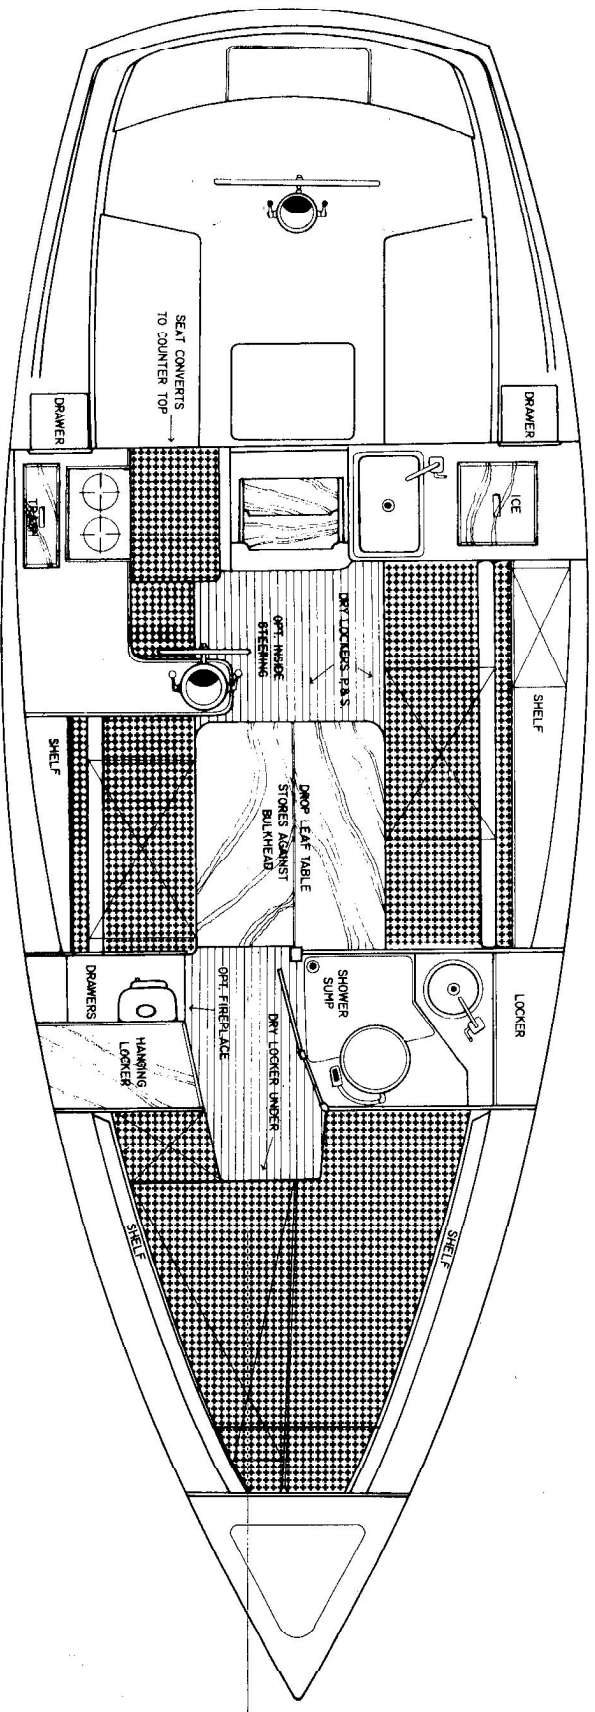 SEAT CONVERTS
TO COUNTER TOP
DRAWER
DRAWER
TRASH
ICE
DRY LOCKERS P.& S.
OPT. INSIDE
STEERING
SHELF
SHELF
DROP LEAF TABLE
STORES AGAINST
BULKHEAD
DRAWERS
OPT. FIREPLACE
SHOWER
SUMP
LOCKER
HANGING
LOCKER
DRY LOCKER UNDER
SHELF
SHELF